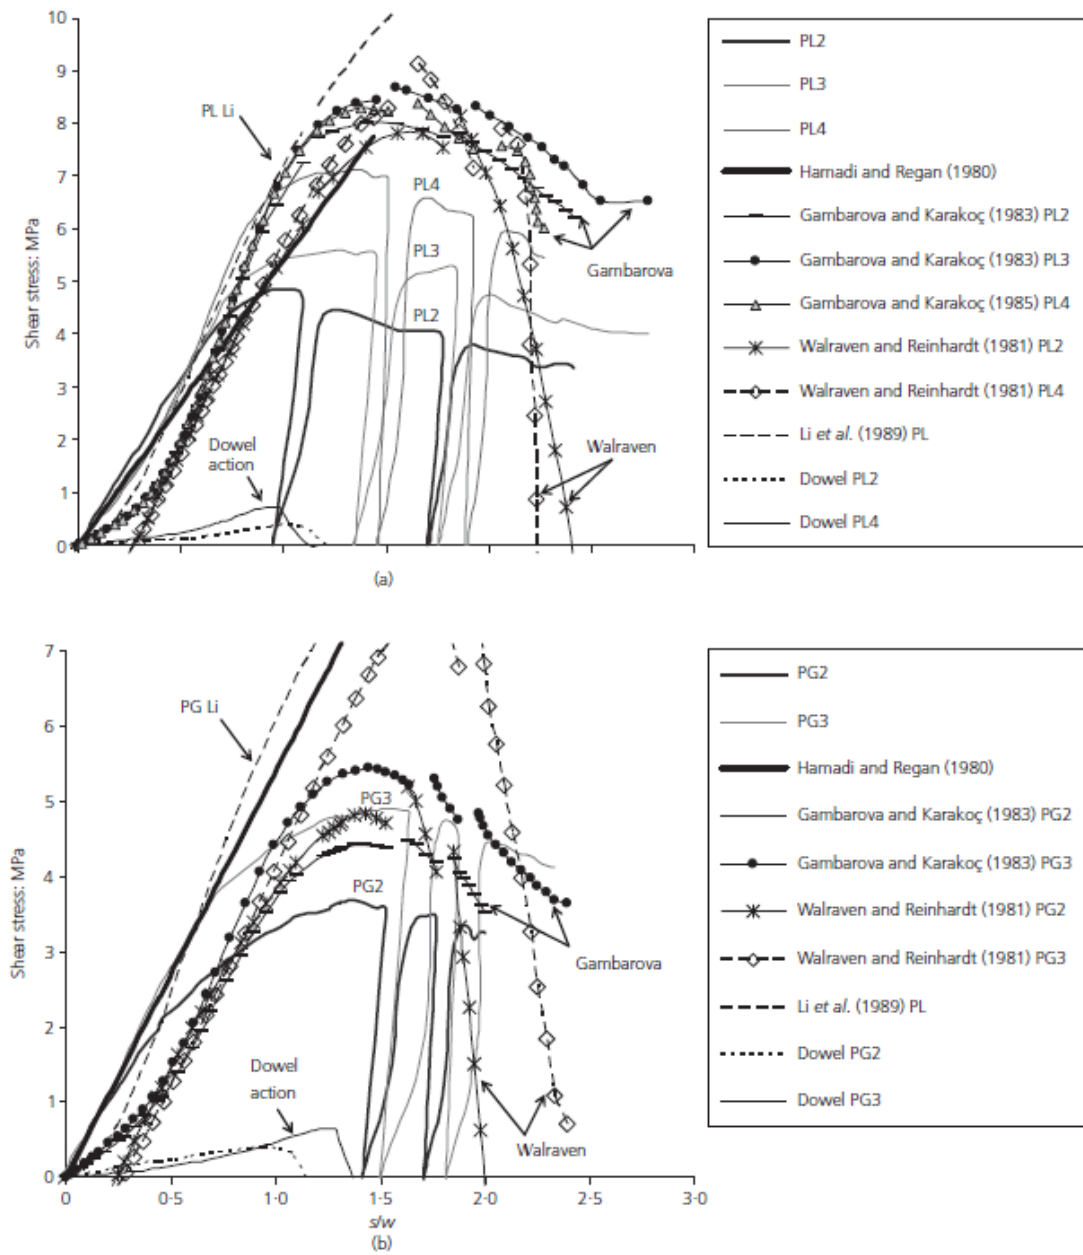 10
9
8
7
6
5
4
3
2
1
0
Shear stress: MPa
PL Li
PL4
PL3
PL2
Dowel
action
Gambarova
Walraven
(a)
PL2
PL3
PL4
Hamadi and Regan (1980)
Gambarova and Karakoç (1983) PL2
Gambarova and Karakoç (1983) PL3
Gambarova and Karakoç (1985) PL4
Walraven and Reinhardt (1981) PL2
Walraven and Reinhardt (1981) PL4
Li et al. (1989) PL
Dowel PL2
Dowel PL4
7
6
5
4
3
2
1
0
Shear stress: MPa
PG Li
PG3
PG2
Dowel
action
Gambarova
Walraven
0 0·5 1·0 1·5 2·0 2·5 3·0
s/w
(b)
PG2
PG3
Hamadi and Regan (1980)
Gambarova and Karakoç (1983) PG2
Gambarova and Karakoç (1983) PG3
Walraven and Reinhardt (1981) PG2
Walraven and Reinhardt (1981) PG3
Li et al. (1989) PL
Dowel PG2
Dowel PG3